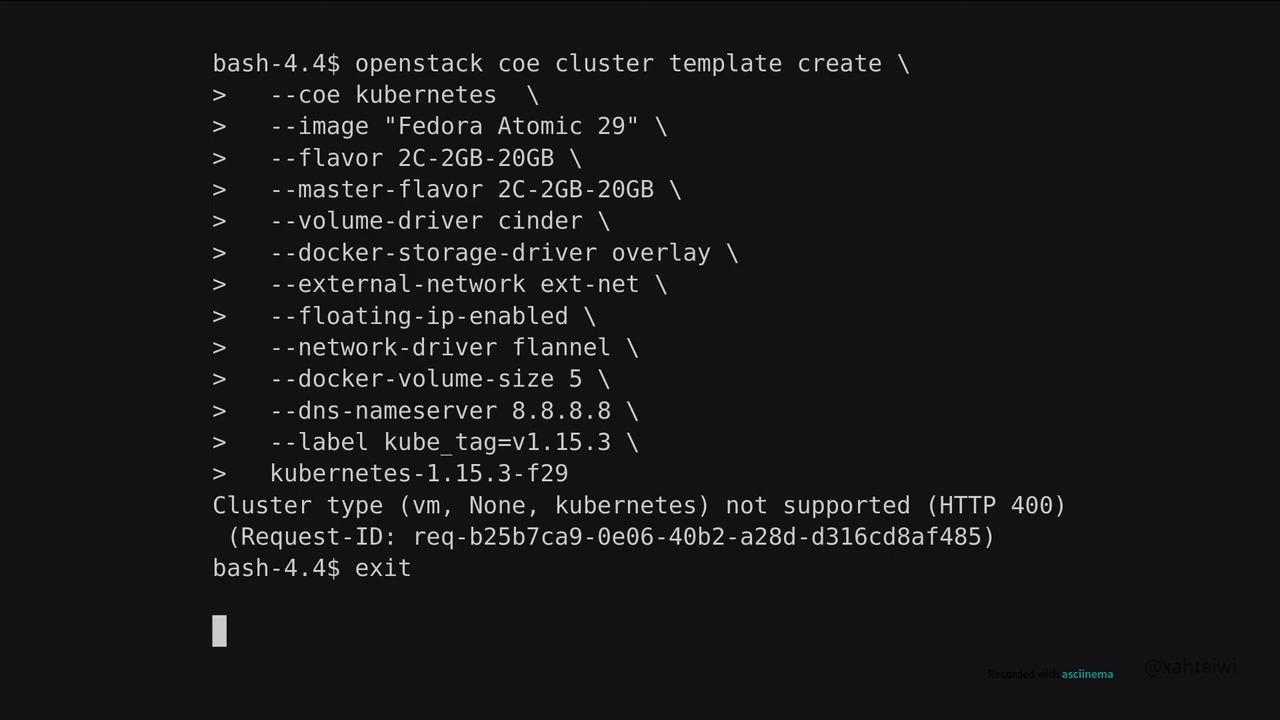 bash-4.4$ openstack coe cluster template create \
>   --coe kubernetes  \
>   --image "Fedora Atomic 29" \
>   --flavor 2C-2GB-20GB \
>   --master-flavor 2C-2GB-20GB \
>   --volume-driver cinder \
>   --docker-storage-driver overlay \
>   --external-network ext-net \
>   --floating-ip-enabled \
>   --network-driver flannel \
>   --docker-volume-size 5 \
>   --dns-nameserver 8.8.8.8 \
>   --label kube_tag=v1.15.3 \
>   kubernetes-1.15.3-f29
Cluster type (vm, None, kubernetes) not supported (HTTP 400)
 (Request-ID: req-b25b7ca9-0e06-40b2-a28d-d316cd8af485)
bash-4.4$ exit
Recorded with asciinema
@xahteiwi